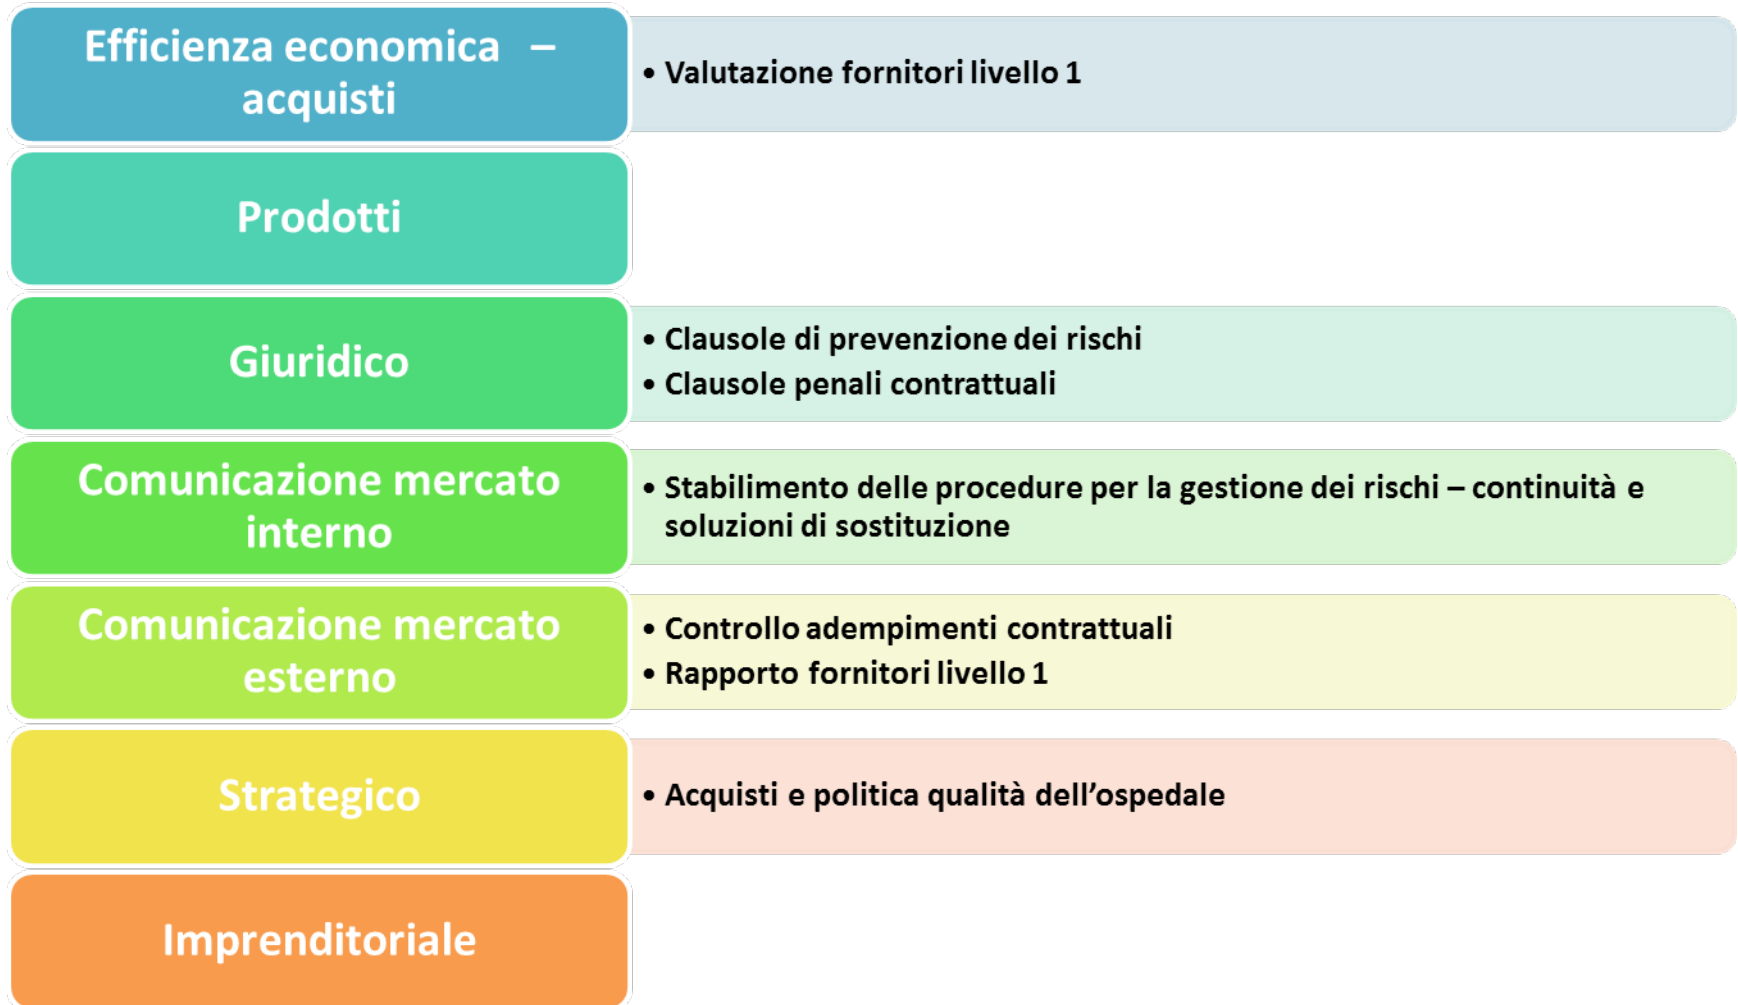 Efficienza economica –
acquisti
• Valutazione fornitori livello 1
Prodotti
Giuridico
• Clausole di prevenzione dei rischi
• Clausole penali contrattuali
Comunicazione mercato
interno
• Stabilimento delle procedure per la gestione dei rischi – continuità e
soluzioni di sostituzione
Comunicazione mercato
esterno
• Controllo adempimenti contrattuali
• Rapporto fornitori livello 1
Strategico
• Acquisti e politica qualità dell’ospedale
Imprenditoriale